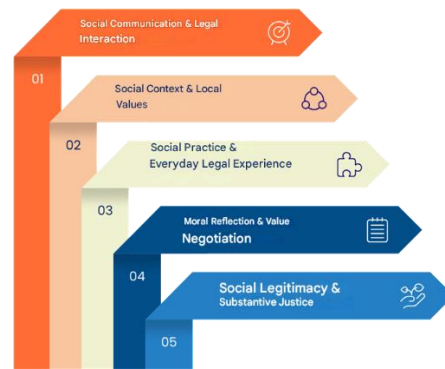 Social Communication & Legal
Interaction
01
Social Context & Local
Values
02
Social Practice &
Everyday Legal Experience
03
Moral Reflection & Value
Negotiation
04
Social Legitimacy &
Substantive Justice
05